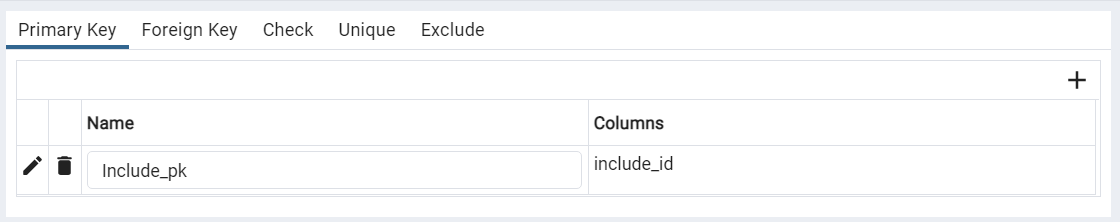 Primary Key Foreign Key Check Unique Exclude
Name Columns
Include_pk include_id